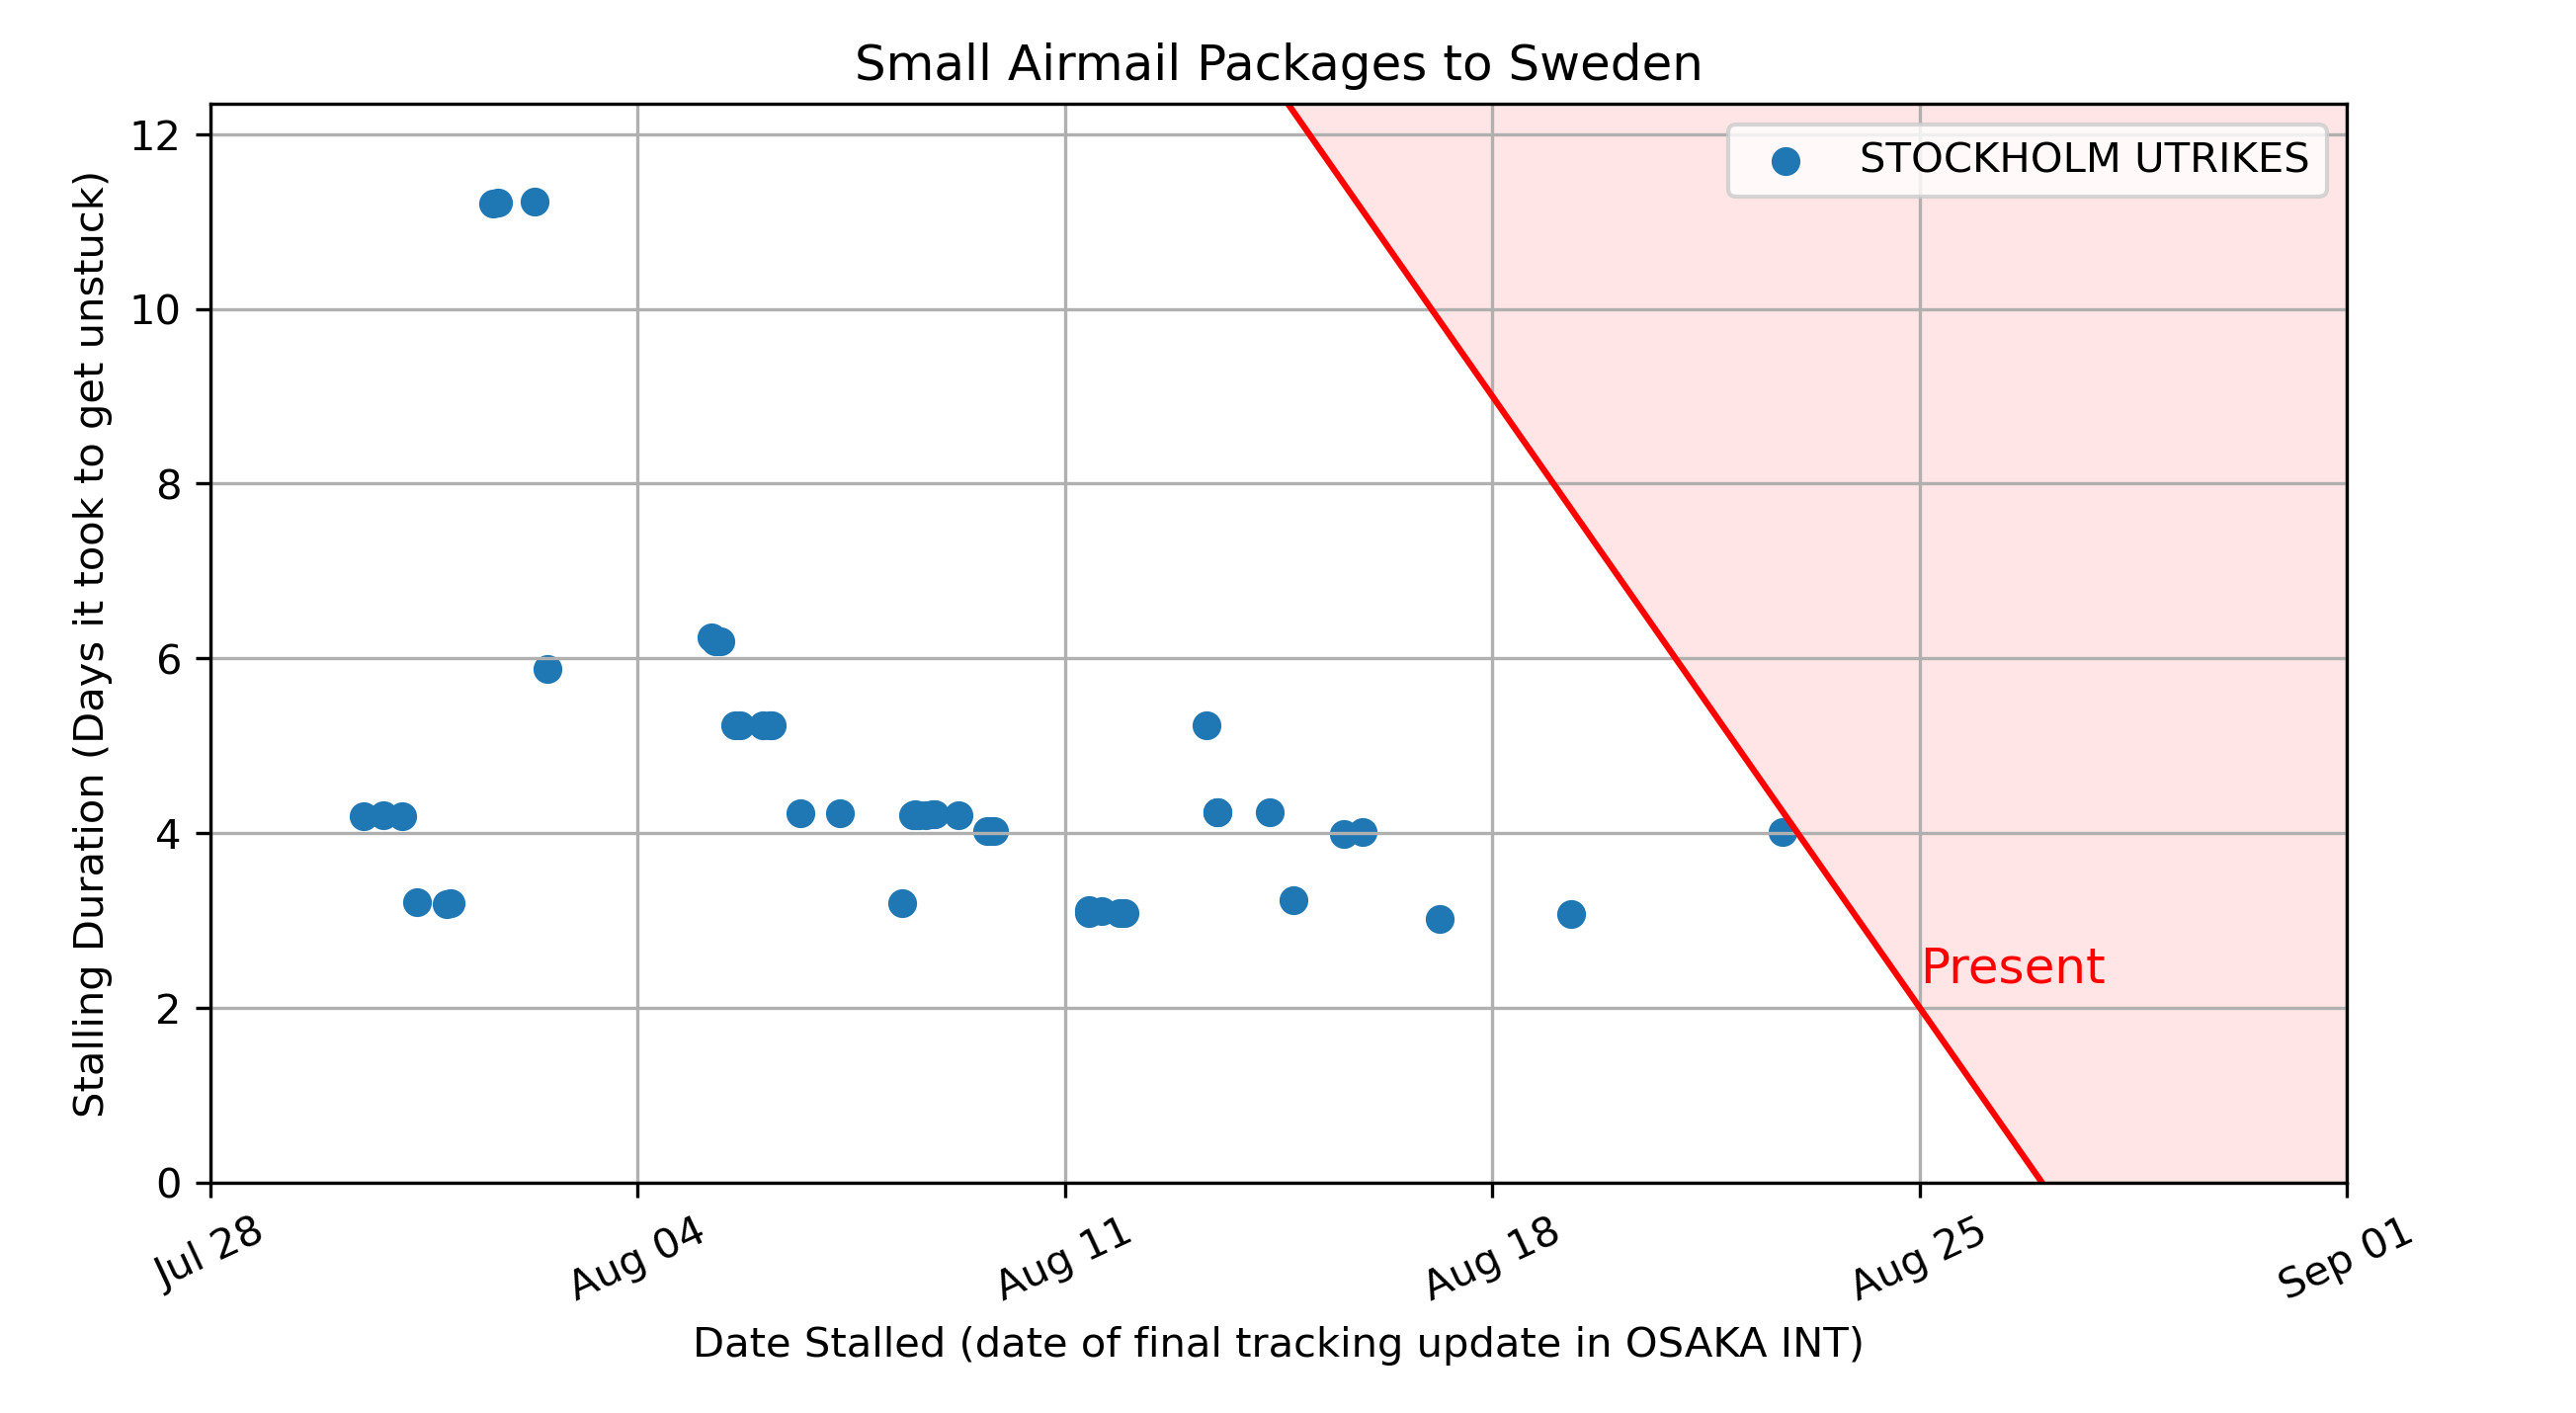 Small Airmail Packages to Sweden
Stalling Duration (Days it took to get unstuck)
12
10
8
6
4
2
0
STOCKHOLM UTRIKES
Present
Jul 28
Aug 04
Aug 11
Aug 18
Aug 25
Sep 01
Date Stalled (date of final tracking update in OSAKA INT)